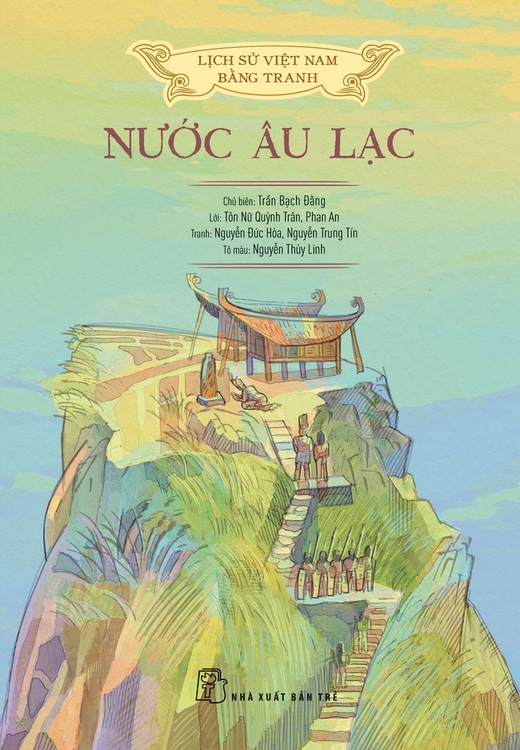 LỊCH SỬ VIỆT NAM
BẰNG TRANH
NƯỚC ÂU LẠC
Chủ biên: Trần Bạch Đằng
Lời: Tôn Nữ Quỳnh Trân, Phan An
Tranh: Nguyễn Đức Hòa, Nguyễn Trung Tín
Tô màu: Nguyễn Thùy Linh
NHÀ XUẤT BẢN TRẺ